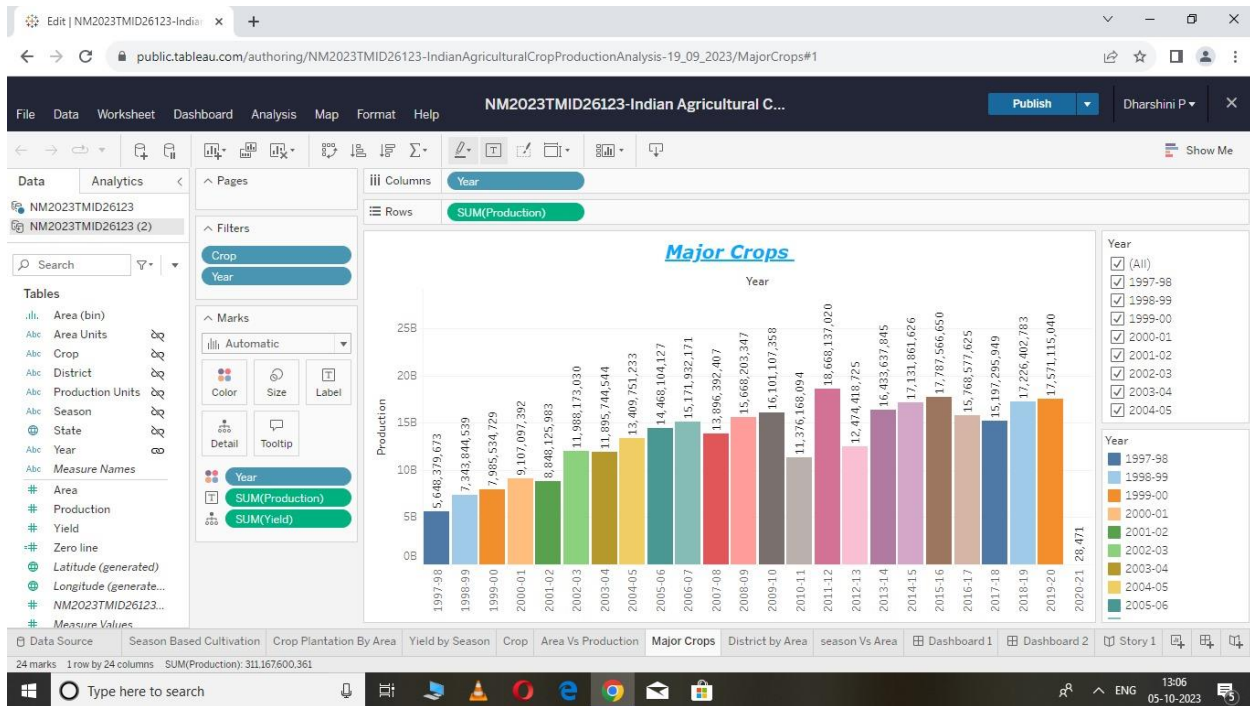 Edit | NM2023TMID26123-India
public.tableau.com/authoring/NM2023TMID26123-IndianAgriculturalCropProductionAnalysis-19_09_2023/MajorCrops#1
File Data Worksheet Dashboard Analysis Map Format Help
NM2023TMID26123-Indian Agricultural C...
Publish
Dharshini P
Show Me
Data Analytics
NM2023TMID26123
NM2023TMID26123 (2)
Search
Tables
Area (bin)
Abc Area Units
Abc Crop
Abc District
Abc Production Units
Abc Season
State
Abc Year
Abc Measure Names
# Area
# Production
# Yield
=# Zero line
Latitude (generated)
Longitude (generate...
# NM2023TMID26123...
# Measure Values
Pages
Filters
Crop
Year
Marks
Automatic
Color Size Label
Detail Tooltip
Year
SUM(Production)
SUM(Yield)
iii Columns Year
Rows SUM(Production)
Major Crops
Year
Production
25B
20B
15B
10B
5B
0B
5,648,379,673
7,343,844,539
7,985,534,729
9,107,097,392
8,848,125,983
11,988,173,030
11,895,744,544
13,409,751,233
14,468,104,127
15,171,932,171
13,896,392,407
15,668,203,347
16,101,107,358
11,376,168,094
18,668,137,020
12,474,418,725
16,433,637,845
17,131,861,626
17,787,566,650
15,768,577,625
15,197,295,949
17,226,402,783
17,571,115,040
28,471
1997-98
1998-99
1999-00
2000-01
2001-02
2002-03
2003-04
2004-05
2005-06
2006-07
2007-08
2008-09
2009-10
2010-11
2011-12
2012-13
2013-14
2014-15
2015-16
2016-17
2017-18
2018-19
2019-20
2020-21
Year
(All)
1997-98
1998-99
1999-00
2000-01
2001-02
2002-03
2003-04
2004-05
Year
1997-98
1998-99
1999-00
2000-01
2001-02
2002-03
2003-04
2004-05
2005-06
Data Source Season Based Cultivation Crop Plantation By Area Yield by Season Crop Area Vs Production Major Crops District by Area season Vs Area Dashboard 1 Dashboard 2 Story 1
24 marks 1 row by 24 columns SUM(Production): 311,167,600,361
Type here to search
ENG
13:06
05-10-2023
5